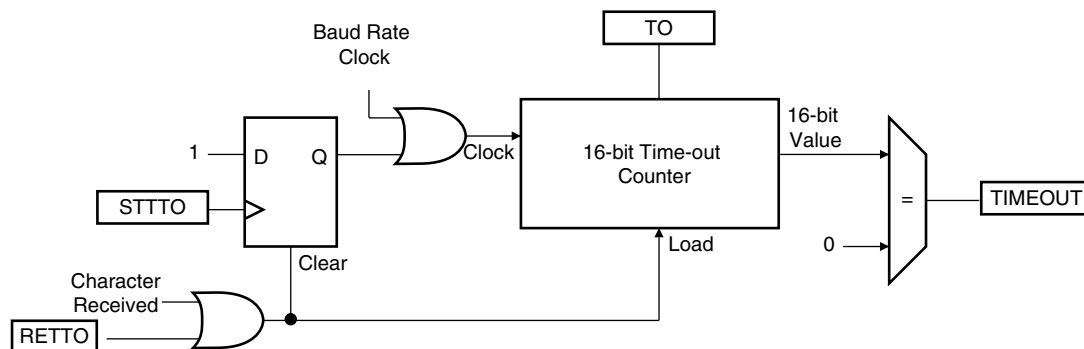 TO
Baud Rate
Clock
16-bit
Value
1
D
Q
Clock
16-bit Time-out
Counter
STTTO
=
TIMEOUT
Clear
Load
0
Character
Received
RETTO